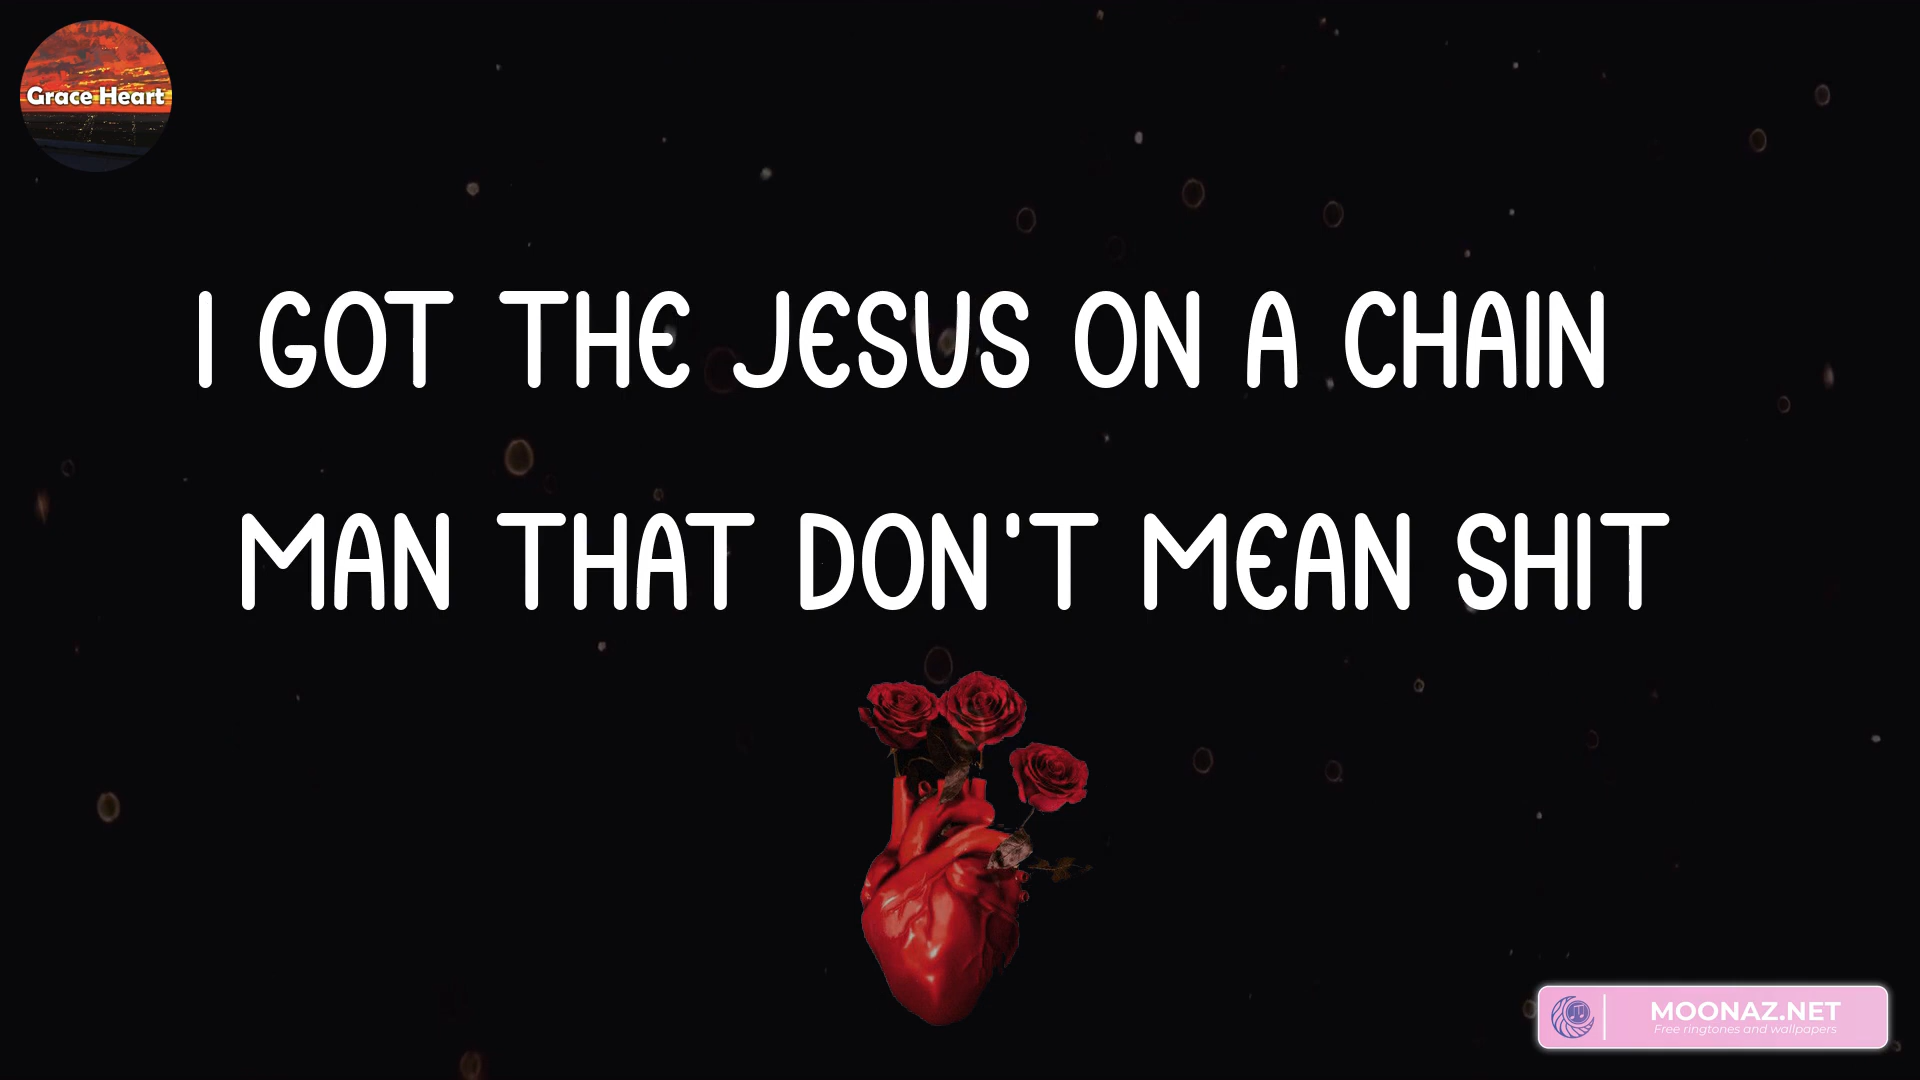 Grace Heart
I GOT THE JESUS ON A CHAIN
MAN THAT DON'T MEAN SHIT
MOONAZ.NET
Free ringtones and wallpapers